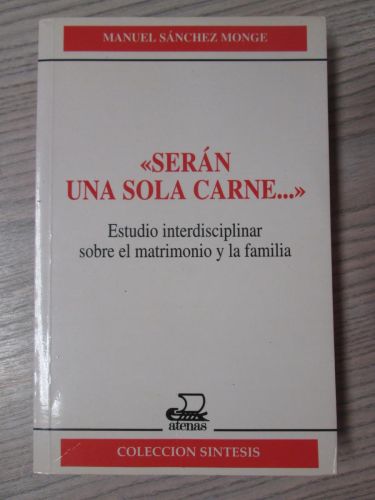 MANUEL SÁNCHEZ MONGE
«SERÁN
UNA SOLA CARNE...»
Estudio interdisciplinar
sobre el matrimonio y la familia
atenas
COLECCION SINTESIS